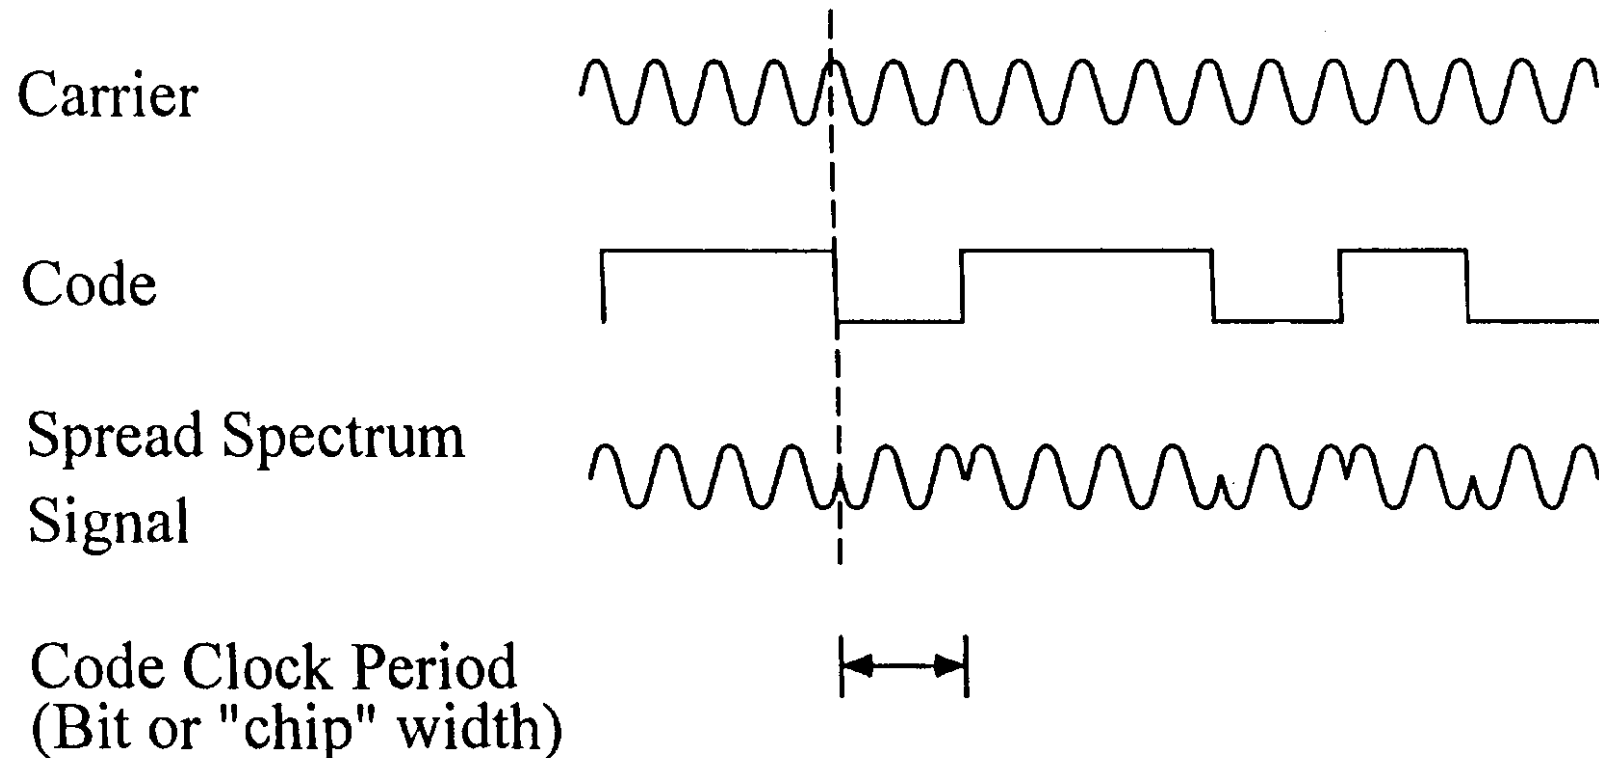 Carrier
Code
Spread Spectrum
Signal
Code Clock Period
(Bit or "chip" width)